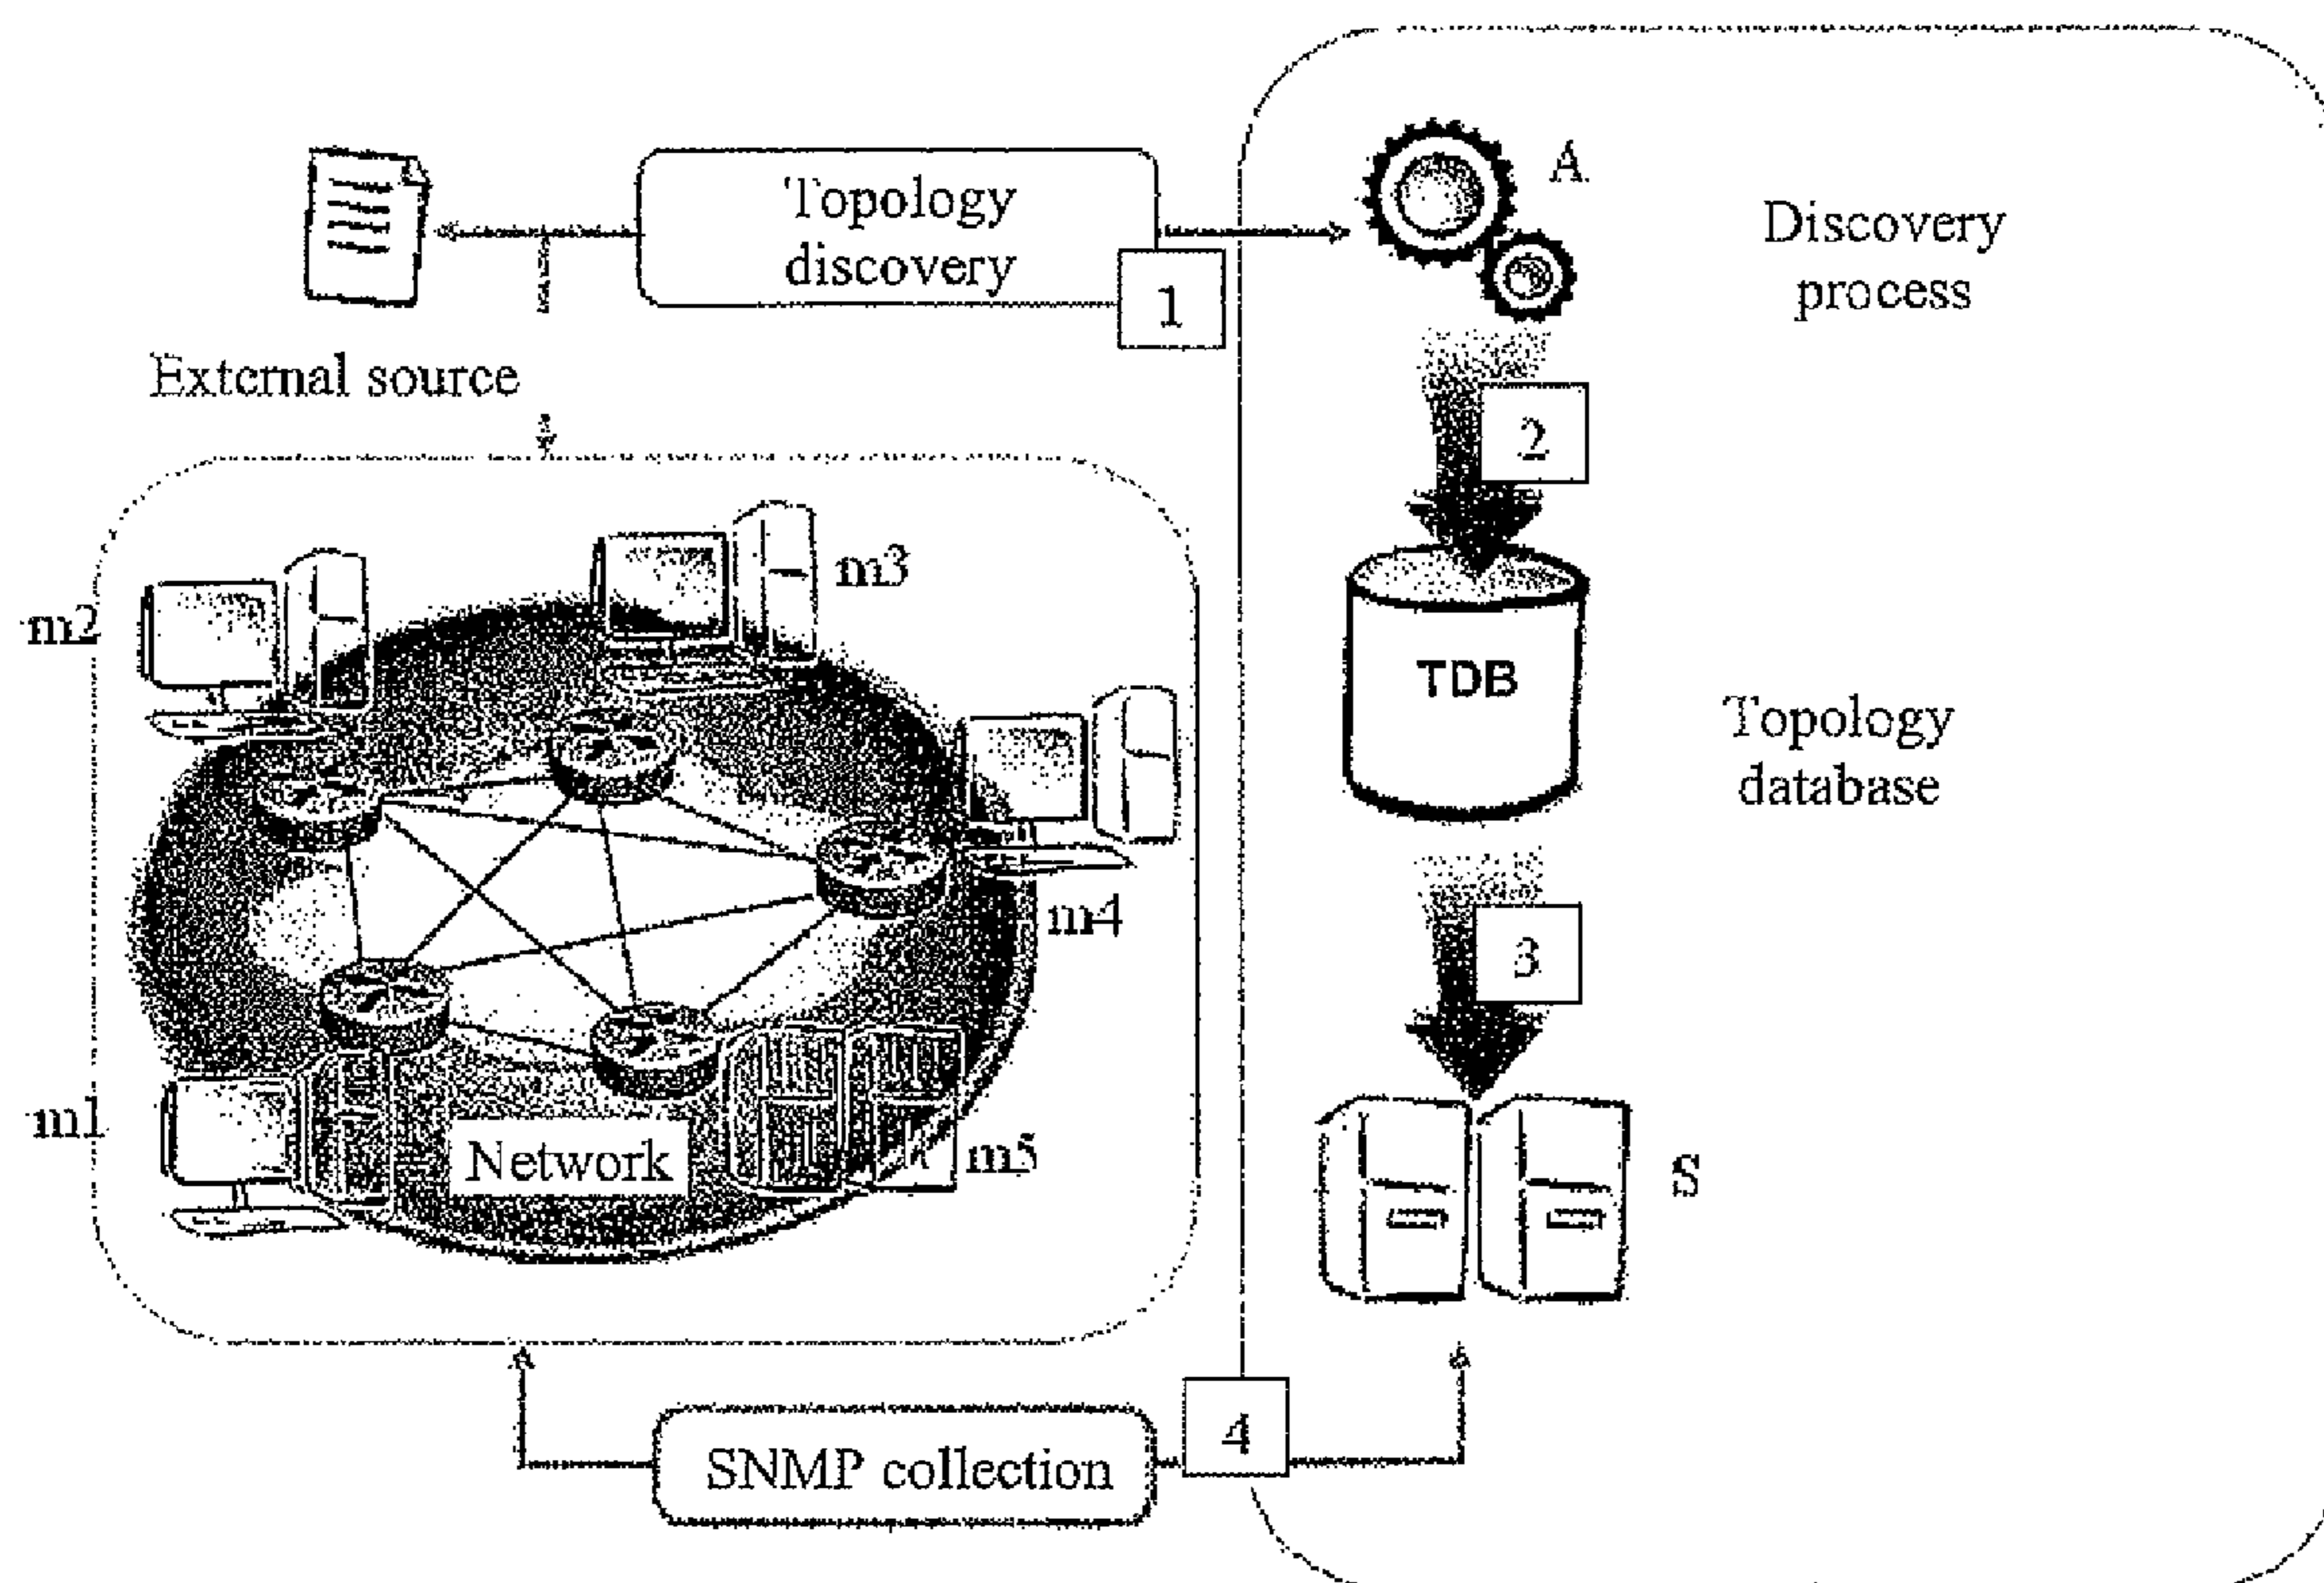 Topology
discovery
1
A
Discovery
process
External source
2
m3
m2
TDB
Topology
database
m4
3
m1
Network
m5
S
4
SNMP collection